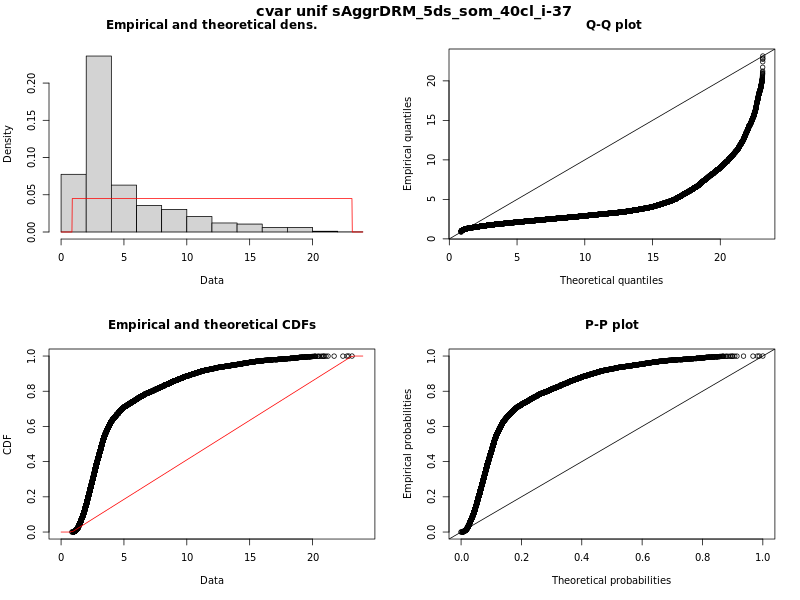 cvar unif sAggrDRM_5ds_som_40cl_i-37
Empirical and theoretical dens.
Density
0.00 0.05 0.10 0.15 0.20
0 5 10 15 20
Data
Q-Q plot
Empirical quantiles
0 5 10 15 20
0 5 10 15 20
Theoretical quantiles
Empirical and theoretical CDFs
CDF
0.0 0.2 0.4 0.6 0.8 1.0
0 5 10 15 20
Data
P-P plot
Empirical probabilities
0.0 0.2 0.4 0.6 0.8 1.0
0.0 0.2 0.4 0.6 0.8 1.0
Theoretical probabilities